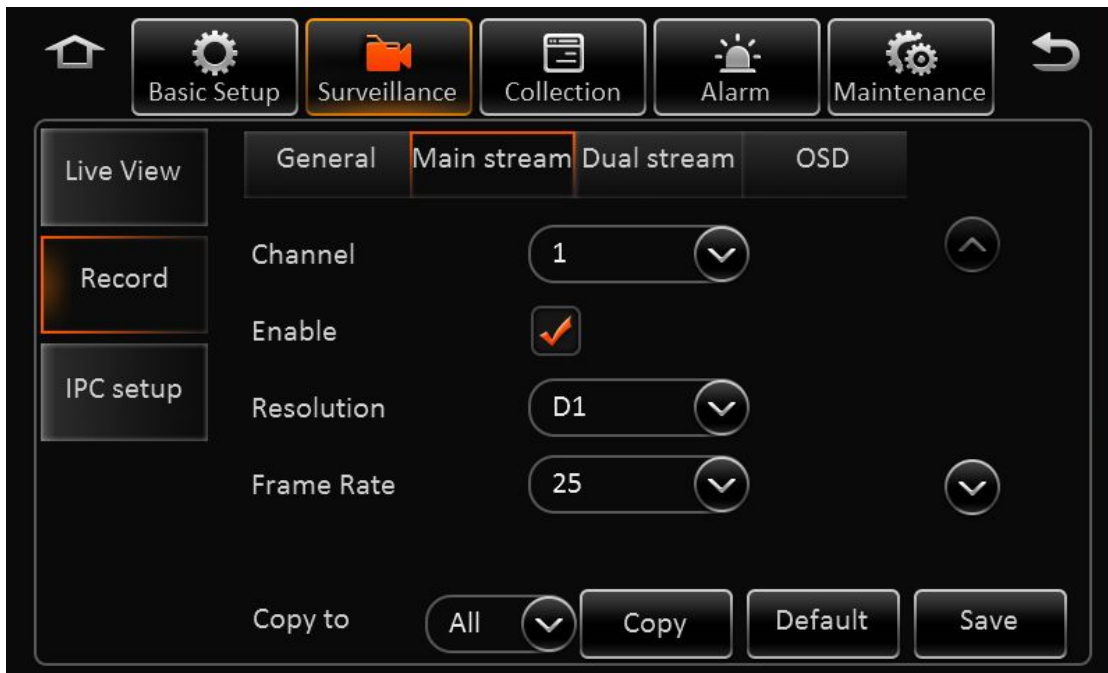 Basic Setup Surveillance Collection Alarm Maintenance
Live View
Record
IPC setup
General Main stream Dual stream OSD
Channel 1
Enable
Resolution D1
Frame Rate 25
Copy to All Copy Default Save